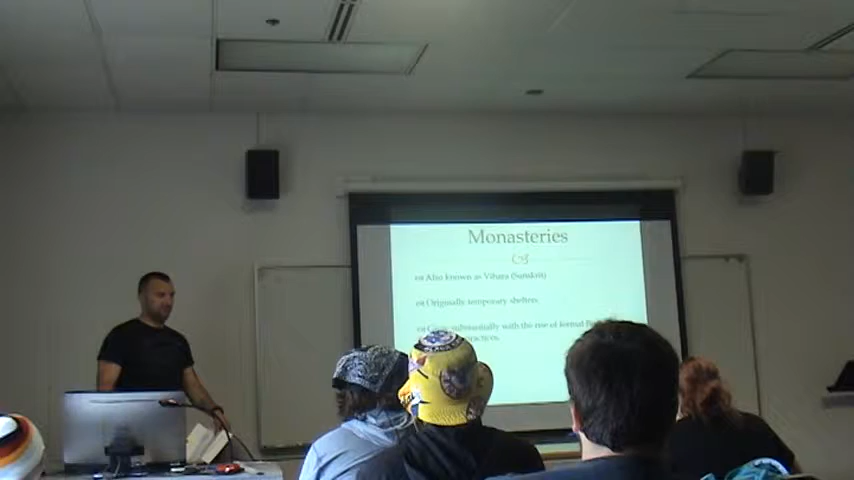 Monasteries
Also known as Vihara (Sanskrit)
Originally temporary shelters.
substantially with the rise of formal
practices.